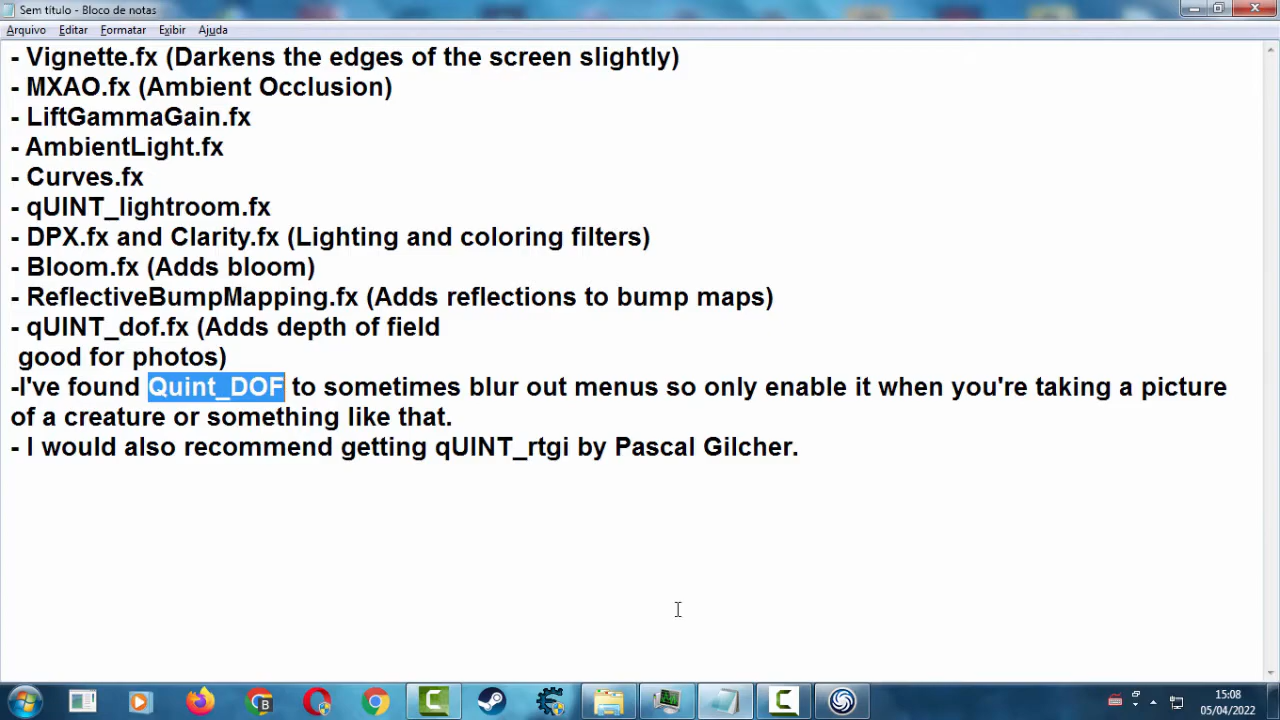 Sem título - Bloco de notas
Arquivo Editar Formatar Exibir Ajuda
- Vignette.fx (Darkens the edges of the screen slightly)
- MXAO.fx (Ambient Occlusion)
- LiftGammaGain.fx
- AmbientLight.fx
- Curves.fx
- qUINT_lightroom.fx
- DPX.fx and Clarity.fx (Lighting and coloring filters)
- Bloom.fx (Adds bloom)
- ReflectiveBumpMapping.fx (Adds reflections to bump maps)
- qUINT_dof.fx (Adds depth of field
good for photos)
-I've found Quint_DOF to sometimes blur out menus so only enable it when you're taking a picture
of a creature or something like that.
- I would also recommend getting qUINT_rtgi by Pascal Gilcher.
15:08
05/04/2022